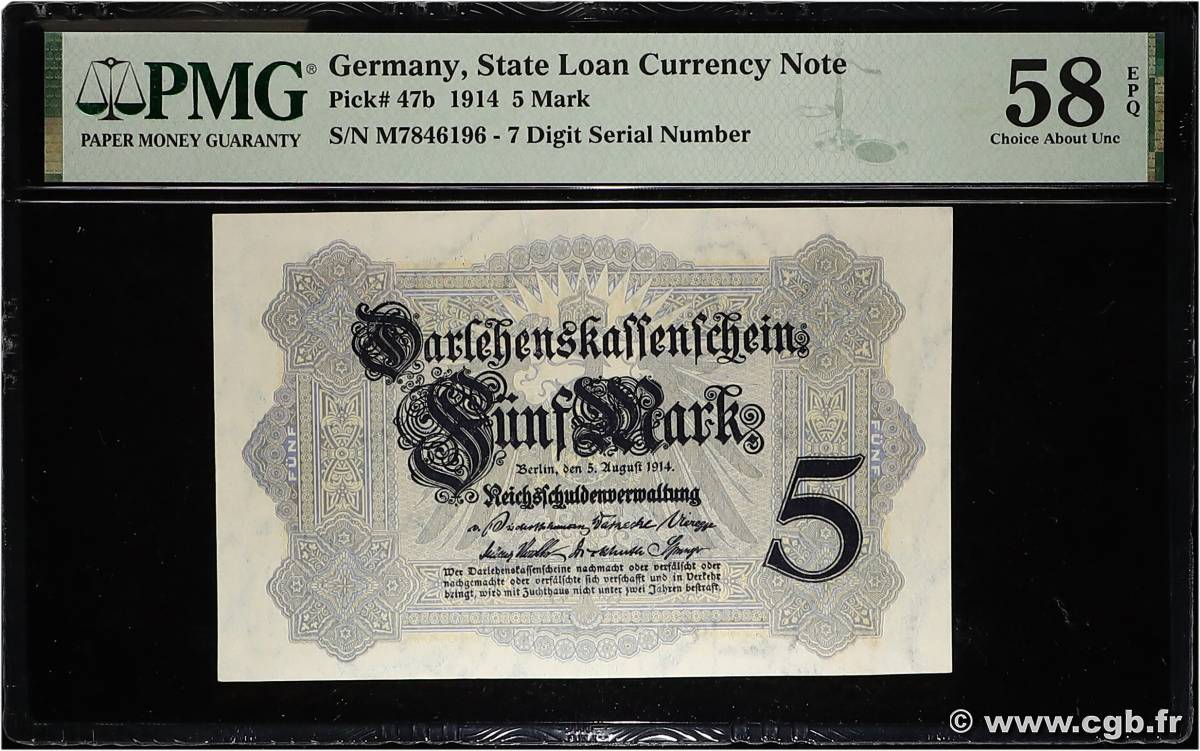 PMG®
PAPER MONEY GUARANTY
Germany, State Loan Currency Note
Pick# 47b 1914 5 Mark
S/N M7846196 - 7 Digit Serial Number
58
EPQ
Choice About Unc
Darlehenskassenschein
Fünf Mark
Berlin, den 5. August 1914.
Reichsschuldenverwaltung
5
FÜNF
FÜNF
Wer Darlehenskassenscheine nachmacht oder verfälscht oder
nachgemachte oder verfälschte sich verschafft und in Verkehr
bringt, wird mit Zuchthaus nicht unter zwei Jahren bestraft.
© www.cgb.fr